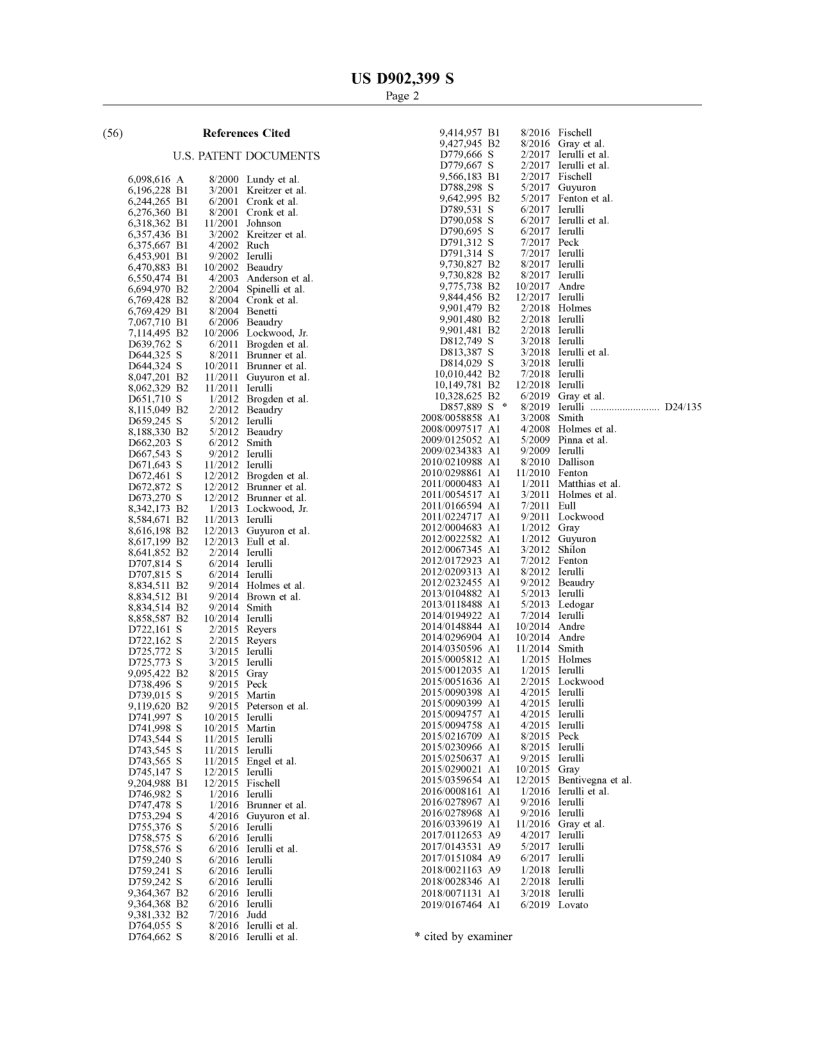 US D902,399 S
Page 2
(56) References Cited
U.S. PATENT DOCUMENTS
6,098,616 A 8/2000 Lundy et al.
6,196,228 B1 3/2001 Kreitzer et al.
6,244,265 B1 6/2001 Cronk et al.
6,276,360 B1 8/2001 Cronk et al.
6,318,362 B1 11/2001 Johnson
6,357,436 B1 3/2002 Kreitzer et al.
6,375,667 B1 4/2002 Ruch
6,453,901 B1 9/2002 Ierulli
6,470,883 B1 10/2002 Beaudry
6,550,474 B1 4/2003 Anderson et al.
6,694,970 B2 2/2004 Spinelli et al.
6,769,428 B2 8/2004 Cronk et al.
6,769,429 B1 8/2004 Benetti
7,067,710 B1 6/2006 Beaudry
7,114,495 B2 10/2006 Lockwood, Jr.
D639,762 S 6/2011 Brogden et al.
D644,325 S 8/2011 Brunner et al.
D644,324 S 10/2011 Brunner et al.
8,047,201 B2 11/2011 Guyuron et al.
8,062,329 B2 11/2011 Ierulli
D651,710 S 1/2012 Brogden et al.
8,115,049 B2 2/2012 Beaudry
D659,245 S 5/2012 Ierulli
8,188,330 B2 5/2012 Beaudry
D662,203 S 6/2012 Smith
D667,543 S 9/2012 Ierulli
D671,643 S 11/2012 Ierulli
D672,461 S 12/2012 Brogden et al.
D672,872 S 12/2012 Brunner et al.
D673,270 S 12/2012 Brunner et al.
8,342,173 B2 1/2013 Lockwood, Jr.
8,584,671 B2 11/2013 Ierulli
8,616,198 B2 12/2013 Guyuron et al.
8,617,199 B2 12/2013 Eull et al.
8,641,852 B2 2/2014 Ierulli
D707,814 S 6/2014 Ierulli
D707,815 S 6/2014 Ierulli
8,834,511 B2 9/2014 Holmes et al.
8,834,512 B1 9/2014 Brown et al.
8,834,514 B2 9/2014 Smith
8,858,587 B2 10/2014 Ierulli
D722,161 S 2/2015 Reyers
D722,162 S 2/2015 Reyers
D725,772 S 3/2015 Ierulli
D725,773 S 3/2015 Ierulli
9,095,422 B2 8/2015 Gray
D738,496 S 9/2015 Peck
D739,015 S 9/2015 Martin
9,119,620 B2 9/2015 Peterson et al.
D741,997 S 10/2015 Ierulli
D741,998 S 10/2015 Martin
D743,544 S 11/2015 Ierulli
D743,545 S 11/2015 Ierulli
D743,565 S 11/2015 Engel et al.
D745,147 S 12/2015 Ierulli
9,204,988 B1 12/2015 Fischell
D746,982 S 1/2016 Ierulli
D747,478 S 1/2016 Brunner et al.
D753,294 S 4/2016 Guyuron et al.
D755,376 S 5/2016 Ierulli
D758,575 S 6/2016 Ierulli
D758,576 S 6/2016 Ierulli et al.
D759,240 S 6/2016 Ierulli
D759,241 S 6/2016 Ierulli
D759,242 S 6/2016 Ierulli
9,364,367 B2 6/2016 Ierulli
9,364,368 B2 6/2016 Ierulli
9,381,332 B2 7/2016 Judd
D764,055 S 8/2016 Ierulli et al.
D764,662 S 8/2016 Ierulli et al.
9,414,957 B1 8/2016 Fischell
9,427,945 B2 8/2016 Gray et al.
D779,666 S 2/2017 Ierulli et al.
D779,667 S 2/2017 Ierulli et al.
9,566,183 B1 2/2017 Fischell
D788,298 S 5/2017 Guyuron
9,642,995 B2 5/2017 Fenton et al.
D789,531 S 6/2017 Ierulli
D790,058 S 6/2017 Ierulli et al.
D790,695 S 6/2017 Ierulli
D791,312 S 7/2017 Peck
D791,314 S 7/2017 Ierulli
9,730,827 B2 8/2017 Ierulli
9,730,828 B2 8/2017 Ierulli
9,775,738 B2 10/2017 Andre
9,844,456 B2 12/2017 Ierulli
9,901,479 B2 2/2018 Holmes
9,901,480 B2 2/2018 Ierulli
9,901,481 B2 2/2018 Ierulli
D812,749 S 3/2018 Ierulli
D813,387 S 3/2018 Ierulli et al.
D814,029 S 3/2018 Ierulli
10,010,442 B2 7/2018 Ierulli
10,149,781 B2 12/2018 Ierulli
10,328,625 B2 6/2019 Gray et al.
D857,889 S * 8/2019 Ierulli .......................... D24/135
2008/0058858 A1 3/2008 Smith
2008/0097517 A1 4/2008 Holmes et al.
2009/0125052 A1 5/2009 Pinna et al.
2009/0234383 A1 9/2009 Ierulli
2010/0210988 A1 8/2010 Dallison
2010/0298861 A1 11/2010 Fenton
2011/0000483 A1 1/2011 Matthias et al.
2011/0054517 A1 3/2011 Holmes et al.
2011/0166594 A1 7/2011 Eull
2011/0224717 A1 9/2011 Lockwood
2012/0004683 A1 1/2012 Gray
2012/0022582 A1 1/2012 Guyuron
2012/0067345 A1 3/2012 Shilon
2012/0172923 A1 7/2012 Fenton
2012/0209313 A1 8/2012 Ierulli
2012/0232455 A1 9/2012 Beaudry
2013/0104882 A1 5/2013 Ierulli
2013/0118488 A1 5/2013 Ledogar
2014/0194922 A1 7/2014 Ierulli
2014/0148844 A1 10/2014 Andre
2014/0296904 A1 10/2014 Andre
2014/0350596 A1 11/2014 Smith
2015/0005812 A1 1/2015 Holmes
2015/0012035 A1 1/2015 Ierulli
2015/0051636 A1 2/2015 Lockwood
2015/0090398 A1 4/2015 Ierulli
2015/0090399 A1 4/2015 Ierulli
2015/0094757 A1 4/2015 Ierulli
2015/0094758 A1 4/2015 Ierulli
2015/0216709 A1 8/2015 Peck
2015/0230966 A1 8/2015 Ierulli
2015/0250637 A1 9/2015 Ierulli
2015/0290021 A1 10/2015 Gray
2015/0359654 A1 12/2015 Bentivegna et al.
2016/0008161 A1 1/2016 Ierulli et al.
2016/0278967 A1 9/2016 Ierulli
2016/0278968 A1 9/2016 Ierulli
2016/0339619 A1 11/2016 Gray et al.
2017/0112653 A9 4/2017 Ierulli
2017/0143531 A9 5/2017 Ierulli
2017/0151084 A9 6/2017 Ierulli
2018/0021163 A9 1/2018 Ierulli
2018/0028346 A1 2/2018 Ierulli
2018/0071131 A1 3/2018 Ierulli
2019/0167464 A1 6/2019 Lovato
* cited by examiner